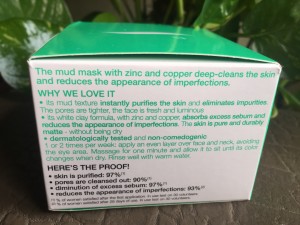 The mud mask with zinc and copper deep-cleans the skin
and reduces the appearance of imperfections.
WHY WE LOVE IT
• its mud texture instantly purifies the skin and eliminates impurities.
The pores are tighter, the face is fresh and luminous
• its white clay formula, with zinc and copper, absorbs excess sebum and
reduces the appearance of imperfections. The skin is pure and durably
matte - without being dry
• dermatologically tested and non-comedogenic
1 or 2 times per week, apply an even layer over face and neck, avoiding
the eye area. Massage for one minute and allow it to sit until its color
changes when dry. Rinse well with warm water.
HERE'S THE PROOF!
• skin is purified: 97%(1)
• pores are cleansed out: 90%(1)
• diminution of excess sebum: 97%(1)
• reduces the appearance of imperfections: 93%(2)